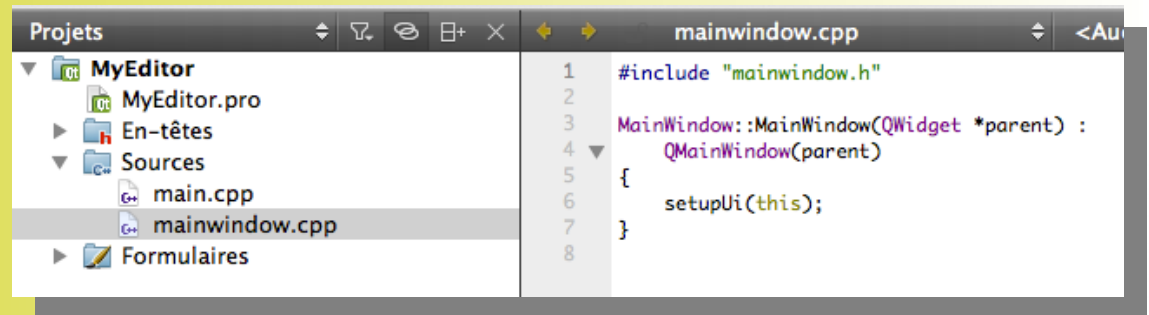 Projets
MyEditor
MyEditor.pro
En-têtes
Sources
main.cpp
mainwindow.cpp
Formulaires
mainwindow.cpp <Au
1 #include "mainwindow.h"
2
3 MainWindow::MainWindow(QWidget *parent) :
4     QMainWindow(parent)
5 {
6     setupUi(this);
7 }
8